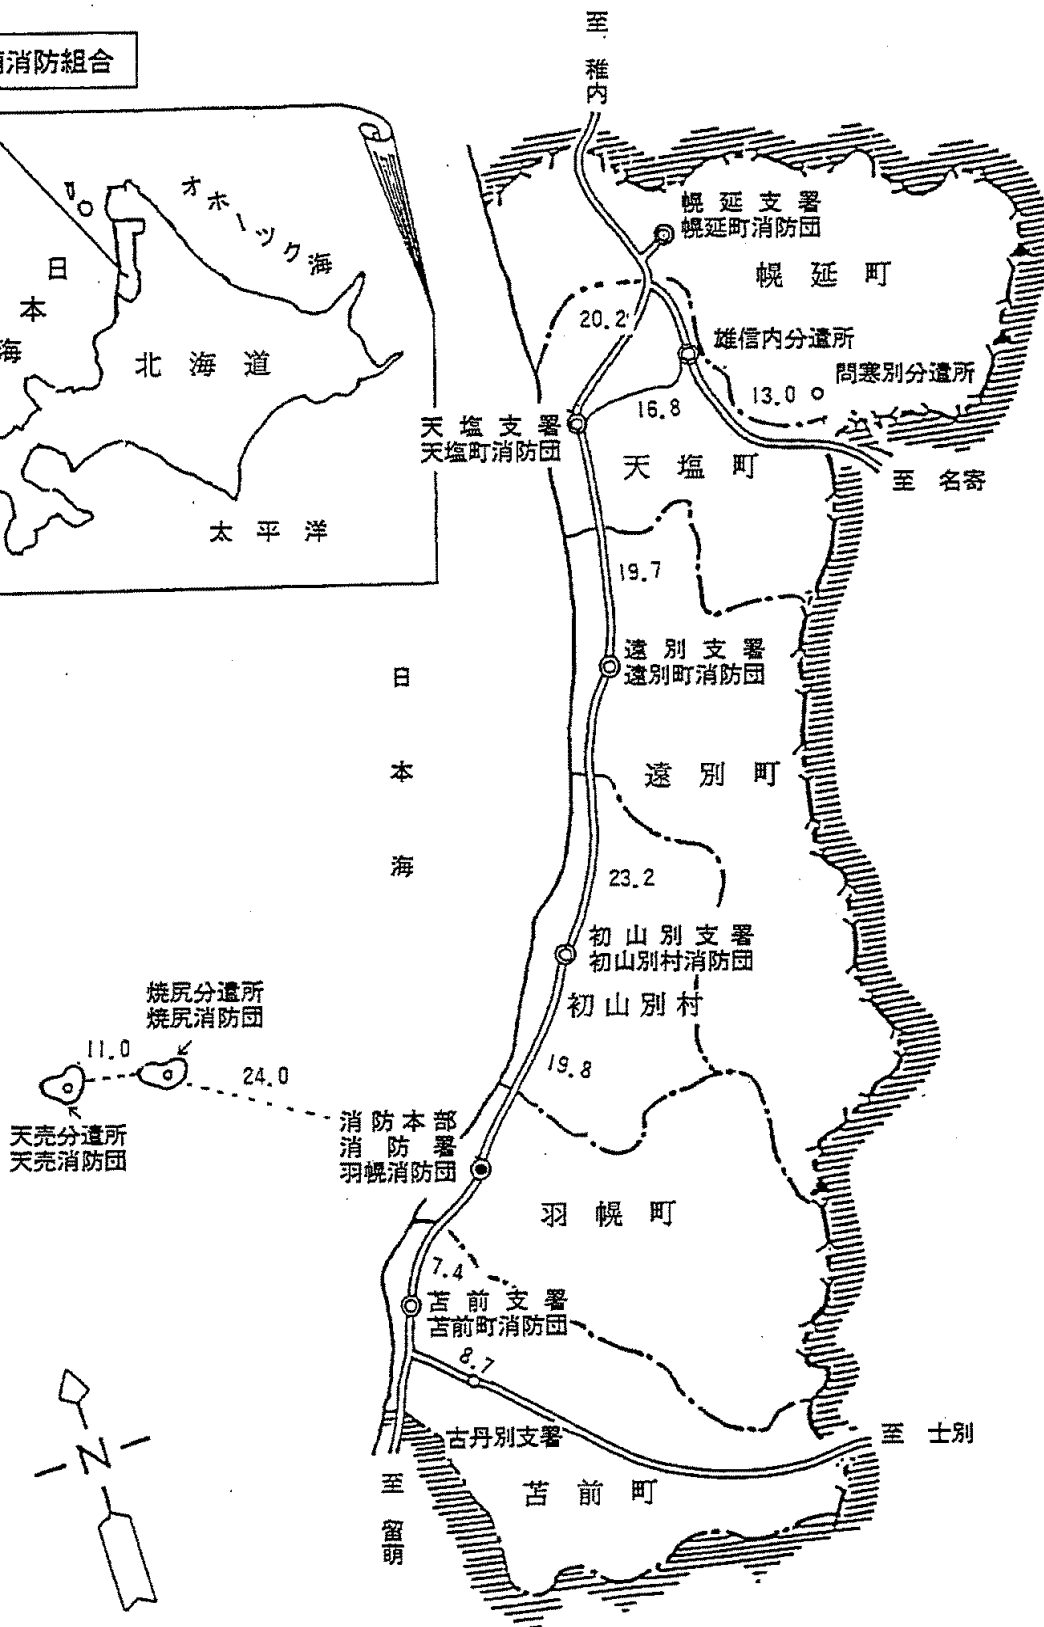 消防組合
オホーツク海
日本海
北海道
太平洋
至 稚内
幌延支署
幌延町消防団
幌延町
20.2
雄信内分遣所
問寒別分遣所
13.0
16.8
天塩支署
天塩町消防団
天塩町
至 名寄
19.7
遠別支署
遠別町消防団
日本海
遠別町
23.2
初山別支署
初山別村消防団
初山別村
焼尻分遣所
焼尻消防団
11.0
24.0
19.8
天売分遣所
天売消防団
消防本部
消防署
羽幌消防団
羽幌町
7.4
苫前支署
苫前町消防団
8.7
古丹別支署
至 士別
苫前町
至 留萌
N